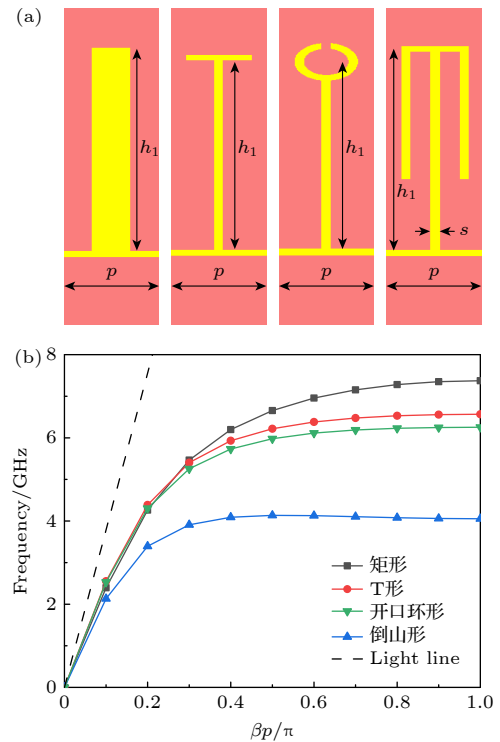 (a)
h₁ h₁ h₁ h₁
s
p p p p
(b)
8
6
4
2
0
Frequency/GHz
矩形
T形
开口环形
倒山形
Light line
0 0.2 0.4 0.6 0.8 1.0
βp/π